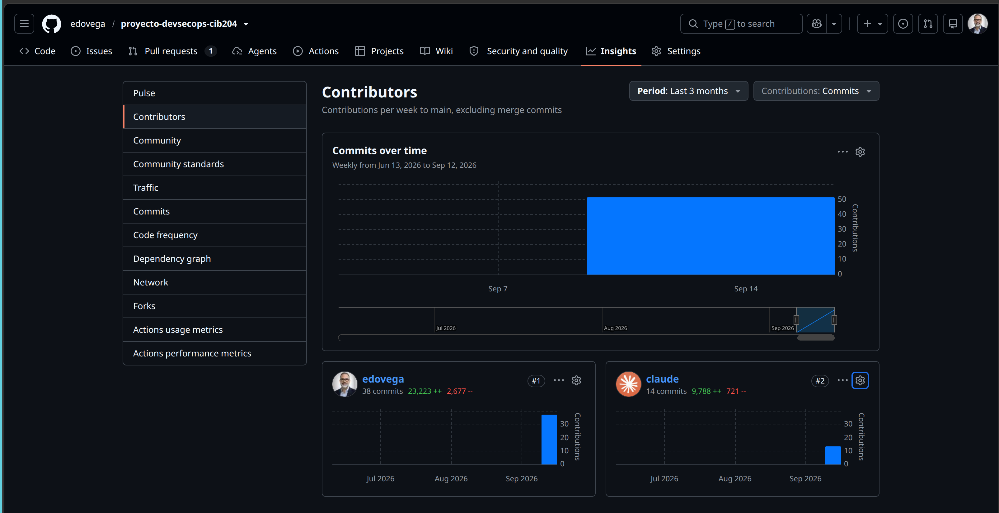 edovega / proyecto-devsecops-cib204
Type / to search
Code Issues Pull requests 1 Agents Actions Projects Wiki Security and quality Insights Settings
Pulse
Contributors
Community
Community standards
Traffic
Commits
Code frequency
Dependency graph
Network
Forks
Actions usage metrics
Actions performance metrics
Contributors
Period: Last 3 months
Contributions: Commits
Contributions per week to main, excluding merge commits
Commits over time
Weekly from Jun 13, 2026 to Sep 12, 2026
50
40
30
20
10
0
Contributions
Sep 7
Sep 14
Jul 2026
Aug 2026
Sep 2026
edovega
#1
38 commits 23,223 ++ 2,677 --
30
20
10
0
Contributions
Jul 2026
Aug 2026
Sep 2026
claude
#2
14 commits 9,788 ++ 721 --
30
20
10
0
Contributions
Jul 2026
Aug 2026
Sep 2026